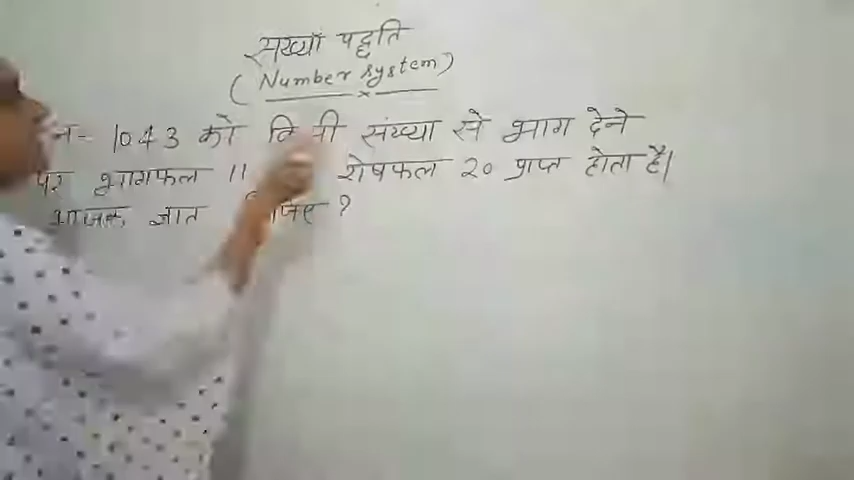 संख्या पद्धति
(Number system)
न- 1043 को संख्या से भाग देने
पर भागफल 11 शेषफल 20 प्राप्त होता है।
भाजक ज्ञात ?